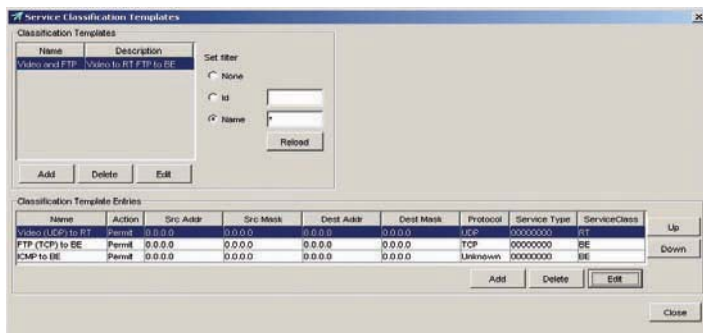 Service Classification Templates
Classification Templates
Name Description
Video and FTP Video to RT FTP to BE
Set filter
None
Id
Name *
Reload
Add Delete Edit
Classification Template Entries
Name Action Src Addr Src Mask Dest Addr Dest Mask Protocol Service Type ServiceClass
Video (UDP) to RT Permit 0.0.0.0 0.0.0.0 0.0.0.0 0.0.0.0 UDP 00000000 RT
FTP (TCP) to BE Permit 0.0.0.0 0.0.0.0 0.0.0.0 0.0.0.0 TCP 00000000 BE
ICMP to BE Permit 0.0.0.0 0.0.0.0 0.0.0.0 0.0.0.0 Unknown 00000000 BE
Up
Down
Add Delete Edit
Close